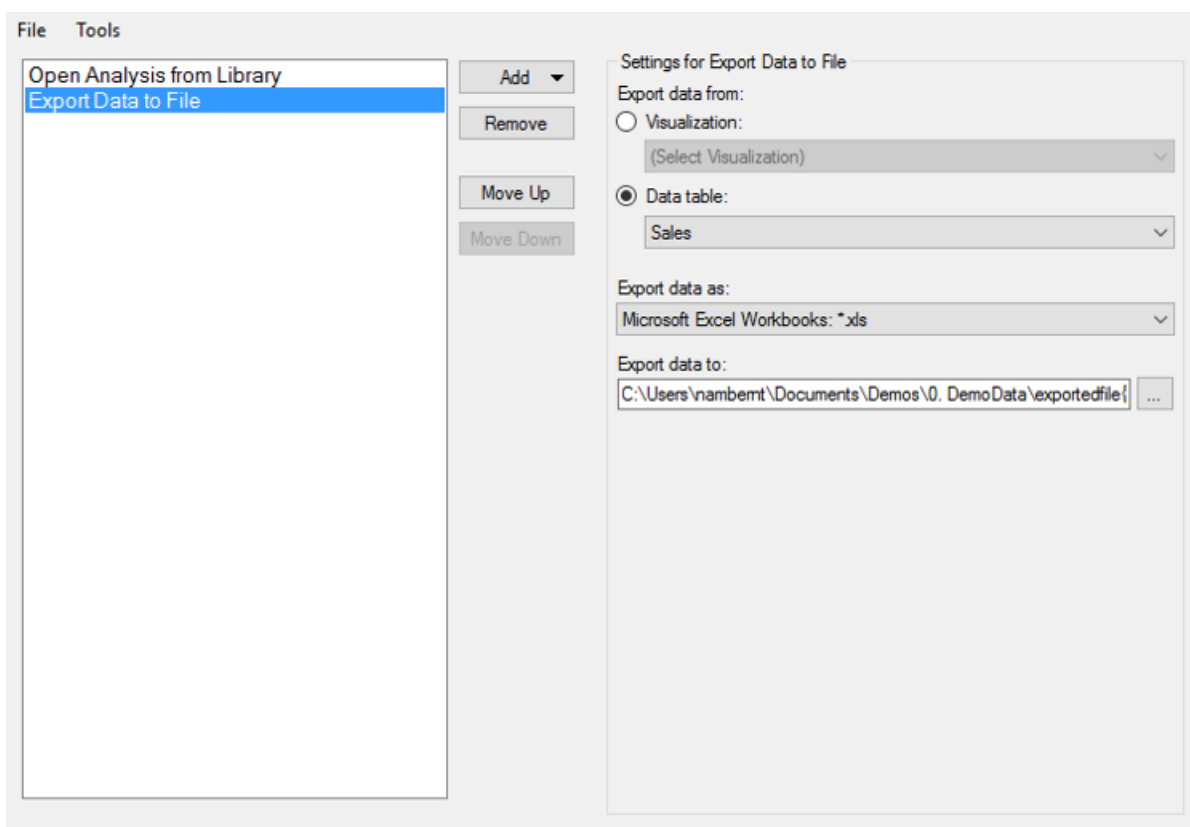 File Tools
Open Analysis from Library
Export Data to File
Add
Remove
Move Up
Move Down
Settings for Export Data to File
Export data from:
Visualization:
(Select Visualization)
Data table:
Sales
Export data as:
Microsoft Excel Workbooks: *.xls
Export data to:
C:\Users\nambernt\Documents\Demos\0. DemoData\exportedfile{
...